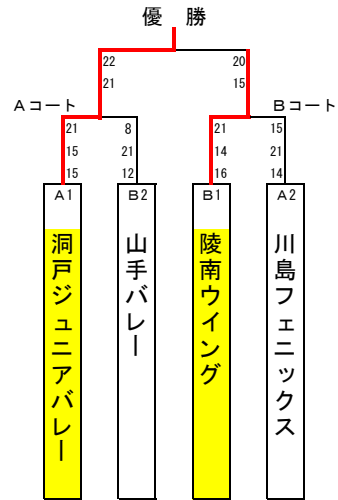 優　勝
22 20
21 15
Aコート Bコート
21 8 21 15
15 21 14 21
15 12 16 14
A1 B2 B1 A2
洞戸ジュニアバレー
山手バレー
陵南ウイング
川島フェニックス